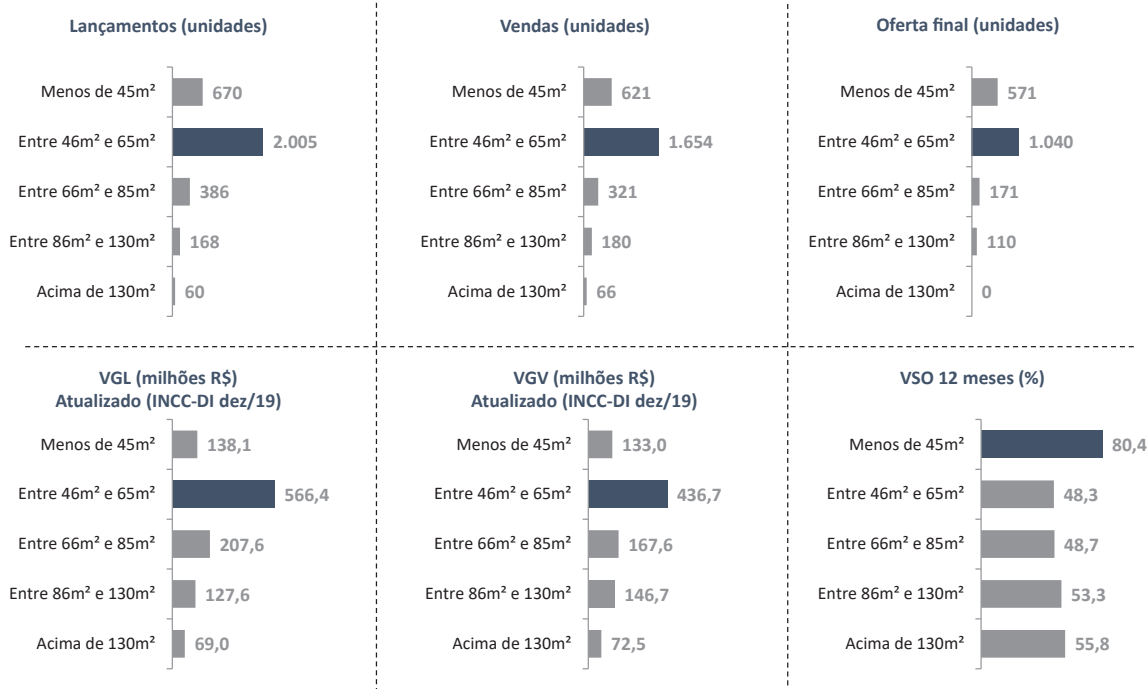 Lançamentos (unidades)
Menos de 45m² 670
Entre 46m² e 65m² 2.005
Entre 66m² e 85m² 386
Entre 86m² e 130m² 168
Acima de 130m² 60
Vendas (unidades)
Menos de 45m² 621
Entre 46m² e 65m² 1.654
Entre 66m² e 85m² 321
Entre 86m² e 130m² 180
Acima de 130m² 66
Oferta final (unidades)
Menos de 45m² 571
Entre 46m² e 65m² 1.040
Entre 66m² e 85m² 171
Entre 86m² e 130m² 110
Acima de 130m² 0
VGL (milhões R$)
Atualizado (INCC-DI dez/19)
Menos de 45m² 138,1
Entre 46m² e 65m² 566,4
Entre 66m² e 85m² 207,6
Entre 86m² e 130m² 127,6
Acima de 130m² 69,0
VGV (milhões R$)
Atualizado (INCC-DI dez/19)
Menos de 45m² 133,0
Entre 46m² e 65m² 436,7
Entre 66m² e 85m² 167,6
Entre 86m² e 130m² 146,7
Acima de 130m² 72,5
VSO 12 meses (%)
Menos de 45m² 80,4
Entre 46m² e 65m² 48,3
Entre 66m² e 85m² 48,7
Entre 86m² e 130m² 53,3
Acima de 130m² 55,8